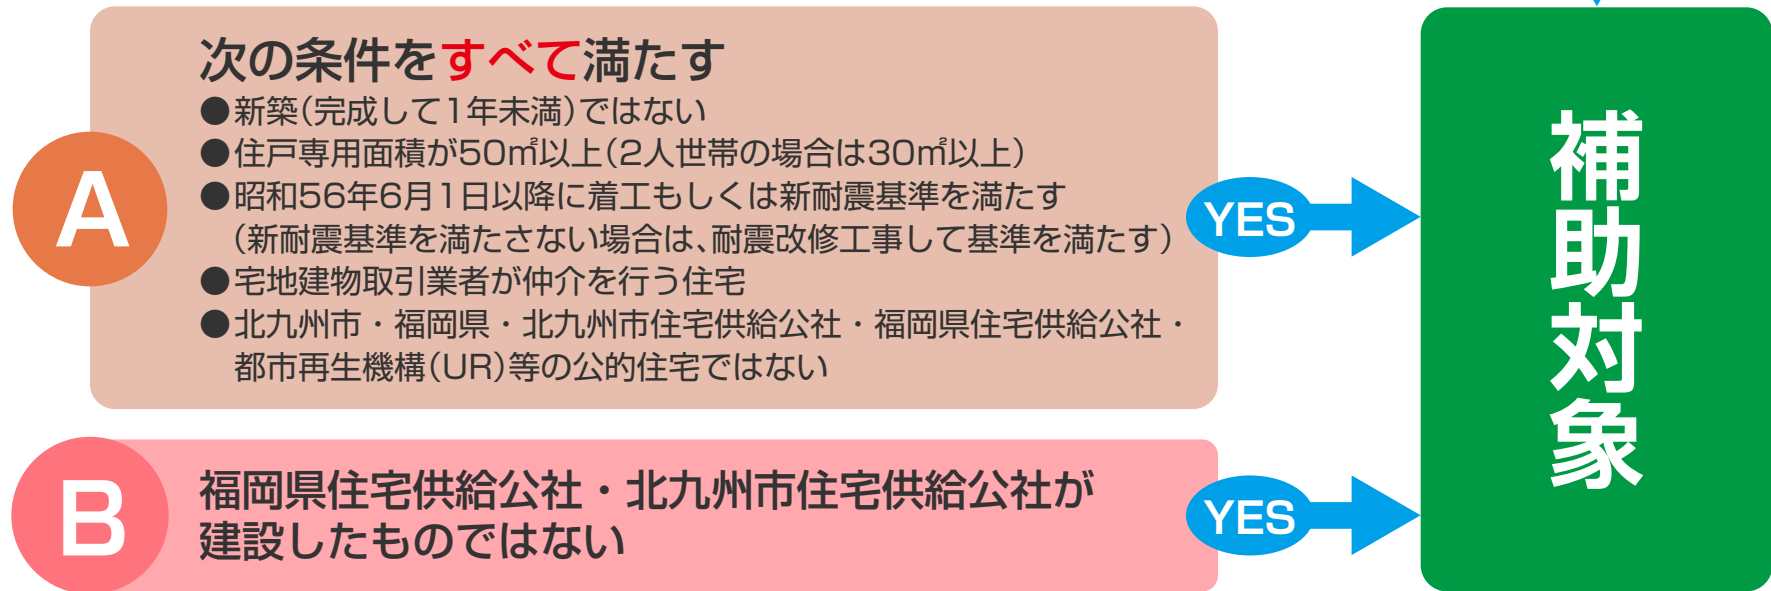 A
次の条件をすべて満たす
●新築(完成して1年未満)ではない
●住戸専用面積が50㎡以上(2人世帯の場合は30㎡以上)
●昭和56年6月1日以降に着工もしくは新耐震基準を満たす
(新耐震基準を満たさない場合は、耐震改修工事して基準を満たす)
●宅地建物取引業者が仲介を行う住宅
●北九州市・福岡県・北九州市住宅供給公社・福岡県住宅供給公社・
都市再生機構(UR)等の公的住宅ではない
YES
B
福岡県住宅供給公社・北九州市住宅供給公社が
建設したものではない
YES
補助対象